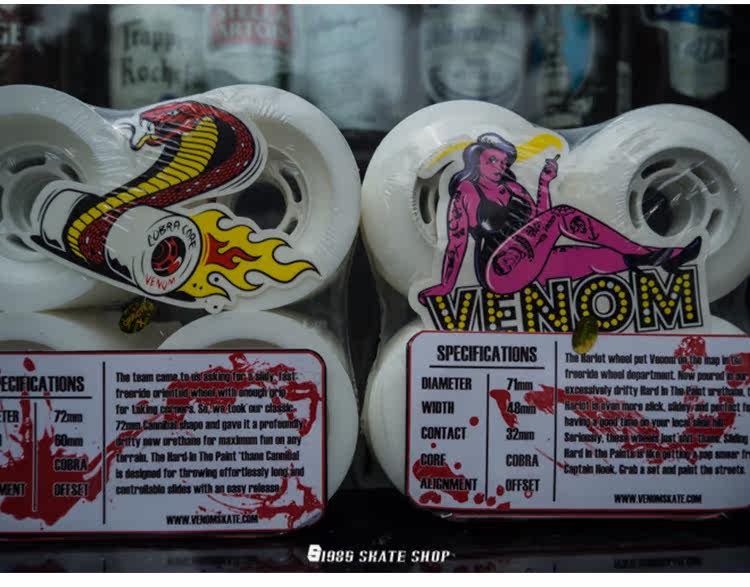 Trapp
Roche
COBRA CORE
VENOM
VENOM
SPECIFICATIONS
72mm
60mm
COBRA
OFFSET
The team came to us asking for a slidy, fast
freeride oriented wheel with enough grip
for taking corners. So, we took our classic
72mm Cannibal shape and gave it a profoundly
drifty new urethane for maximum fun on any
terrain. The Hard In The Paint 'thane Cannibal
is designed for throwing effortlessly long and
controllable slides with an easy release
WWW.VENOMSKATE.COM
SPECIFICATIONS
DIAMETER 71mm
WIDTH 48mm
CONTACT 32mm
CORE COBRA
ALIGNMENT OFFSET
The Harlot wheel put Venom on the map in the
freeride wheel department. Now poured in our
excessively drifty Hard In The Paint urethane, the
Harlot is even more slick, slidey, and perfect for
having a good time on your local
Seriously, these wheels just shit 'thane. Sliding
Hard in the Paints is like getting a pap smear from
Captain Hook. Grab a set and paint the streets.
WWW.VENOMSKATE.COM
1985 SKATE SHOP